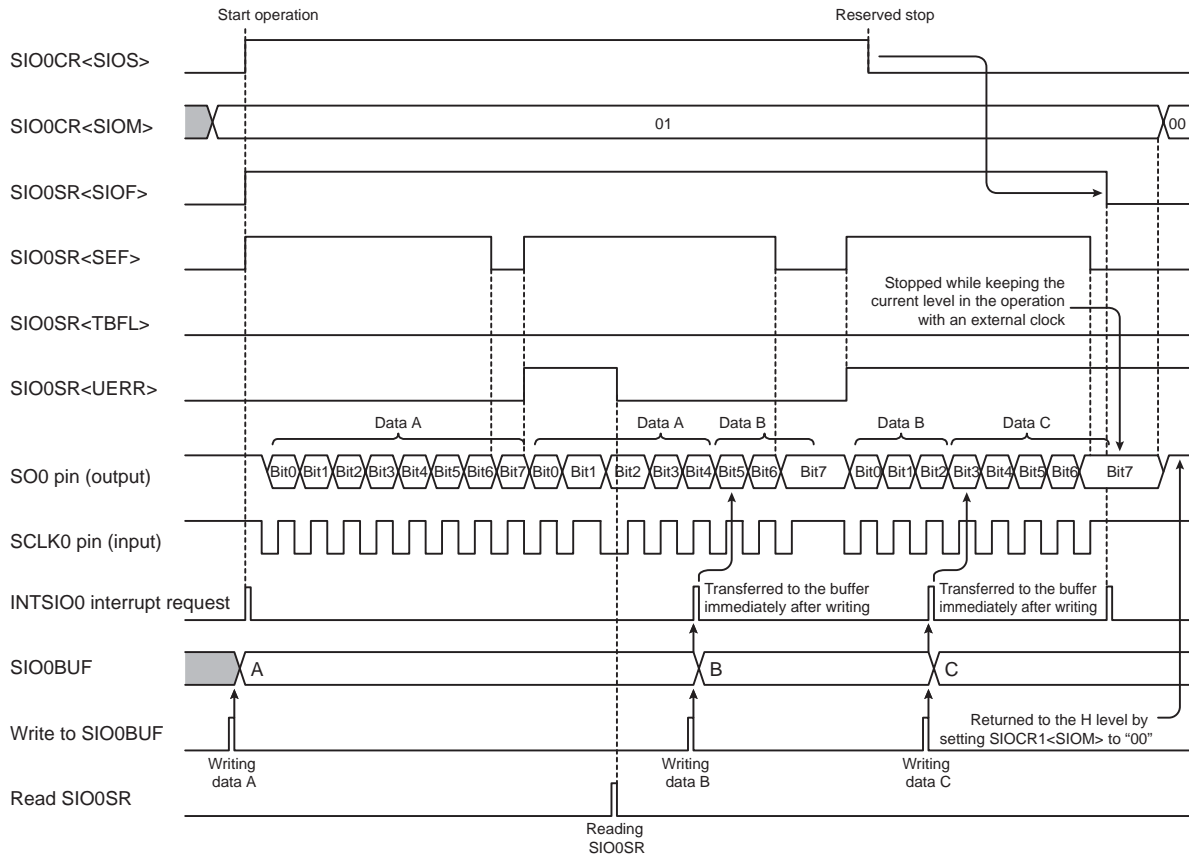 Start operation
Reserved stop
SIO0CR<SIOS>
SIO0CR<SIOM>
01
00
SIO0SR<SIOF>
SIO0SR<SEF>
Stopped while keeping the
current level in the operation
with an external clock
SIO0SR<TBFL>
SIO0SR<UERR>
Data A
Data A
Data B
Data B
Data C
SO0 pin (output)
Bit0 Bit1 Bit2 Bit3 Bit4 Bit5 Bit6 Bit7 Bit0 Bit1 Bit2 Bit3 Bit4 Bit5 Bit6 Bit7 Bit0 Bit1 Bit2 Bit3 Bit4 Bit5 Bit6 Bit7
SCLK0 pin (input)
INTSIO0 interrupt request
Transferred to the buffer
immediately after writing
Transferred to the buffer
immediately after writing
SIO0BUF
A
B
C
Write to SIO0BUF
Returned to the H level by
setting SIOCR1<SIOM> to “00”
Writing
data A
Writing
data B
Writing
data C
Read SIO0SR
Reading
SIO0SR